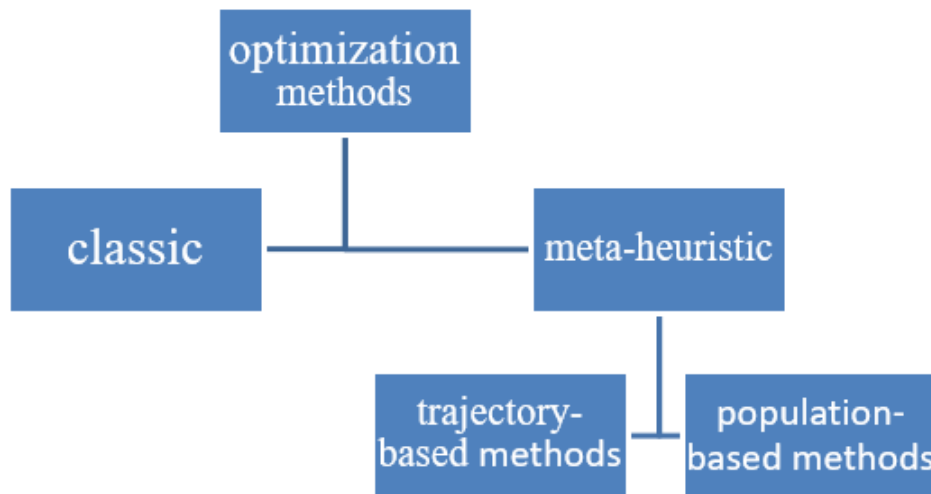 optimization
methods
classic
meta-heuristic
trajectory-
based methods
population-
based methods